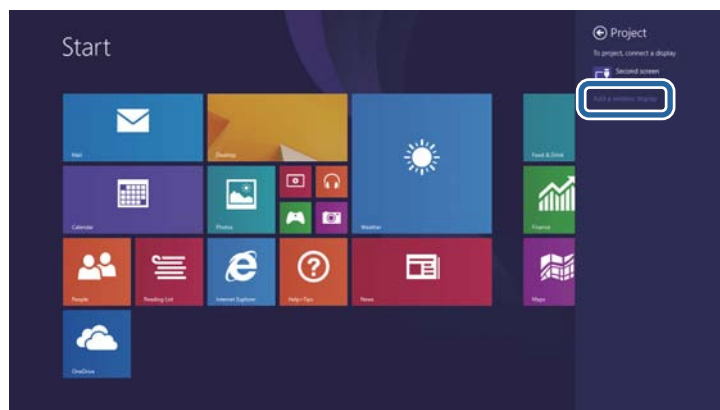 Start
Project
To project, connect a display
Second screen
Add a wireless display
Mail
Desktop
Weather
Food & Drink
Calendar
Photos
Finance
People
Reading List
Internet Explorer
Help+Tips
News
Maps
OneDrive